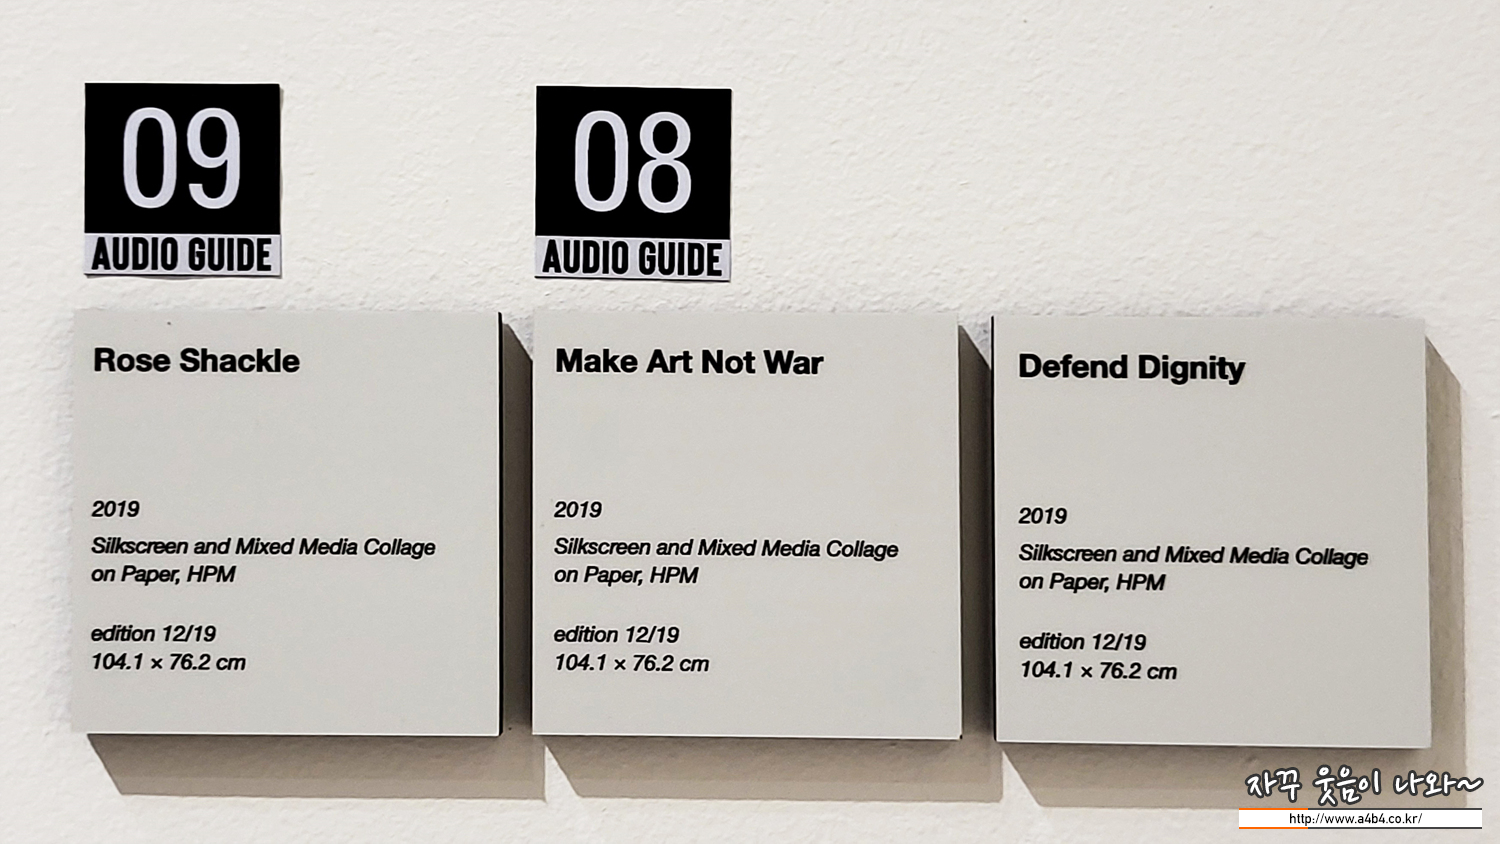 09
AUDIO GUIDE
08
AUDIO GUIDE
Rose Shackle
2019
Silkscreen and Mixed Media Collage
on Paper, HPM
edition 12/19
104.1 × 76.2 cm
Make Art Not War
2019
Silkscreen and Mixed Media Collage
on Paper, HPM
edition 12/19
104.1 × 76.2 cm
Defend Dignity
2019
Silkscreen and Mixed Media Collage
on Paper, HPM
edition 12/19
104.1 × 76.2 cm
자꾸 웃음이 나와~
http://www.a4b4.co.kr/